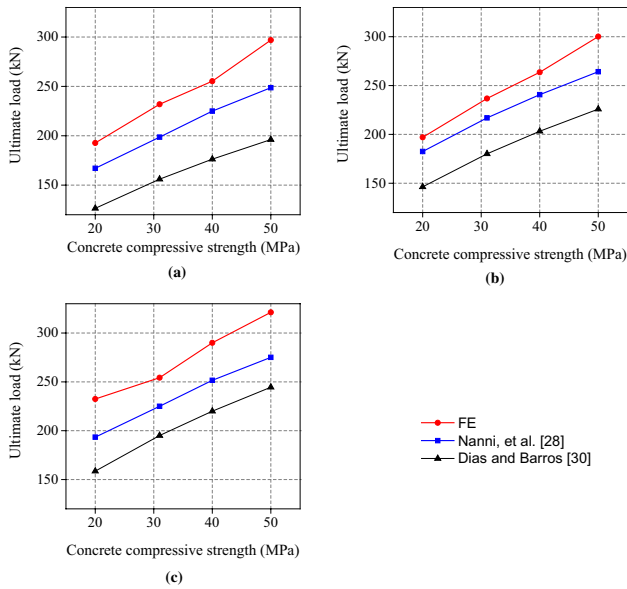 300
250
200
150
Ultimate load (kN)
20 30 40 50
Concrete compressive strength (MPa)
(a)
300
250
200
150
Ultimate load (kN)
20 30 40 50
Concrete compressive strength (MPa)
(b)
300
250
200
150
Ultimate load (kN)
20 30 40 50
Concrete compressive strength (MPa)
(c)
FE
Nanni, et al. [28]
Dias and Barros [30]